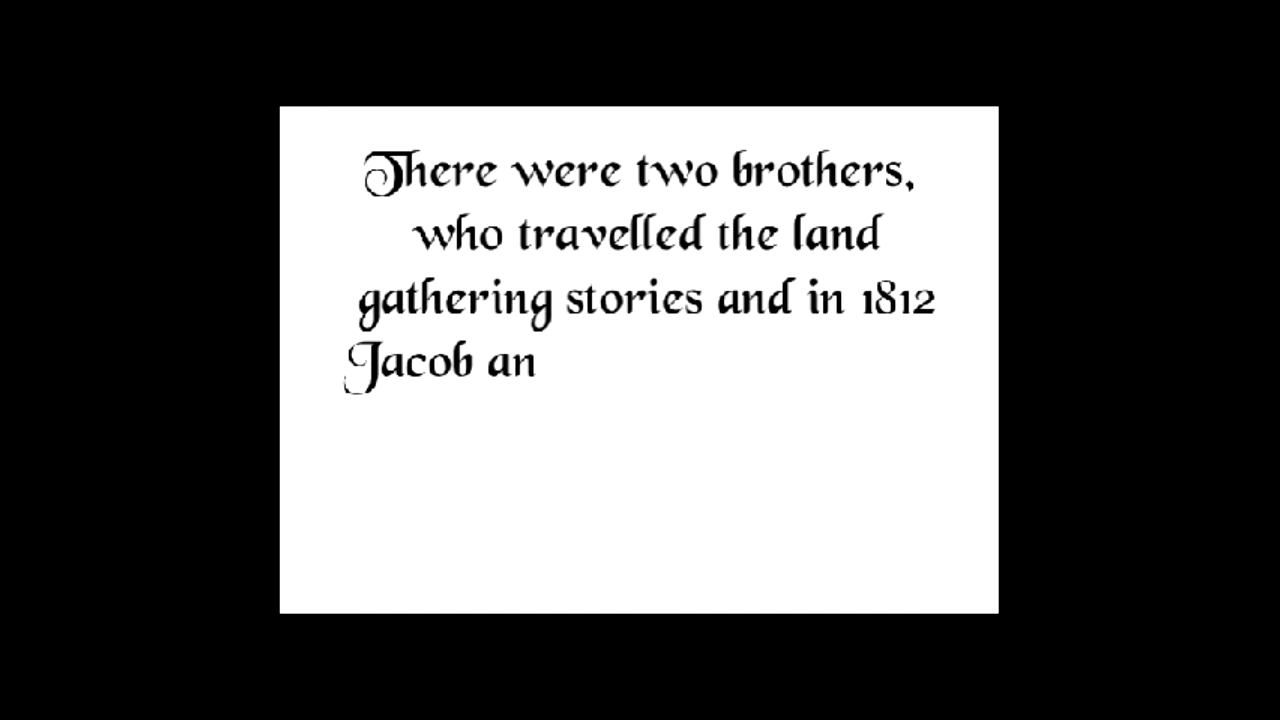 There were two brothers,
who travelled the land
gathering stories and in 1812
Jacob an